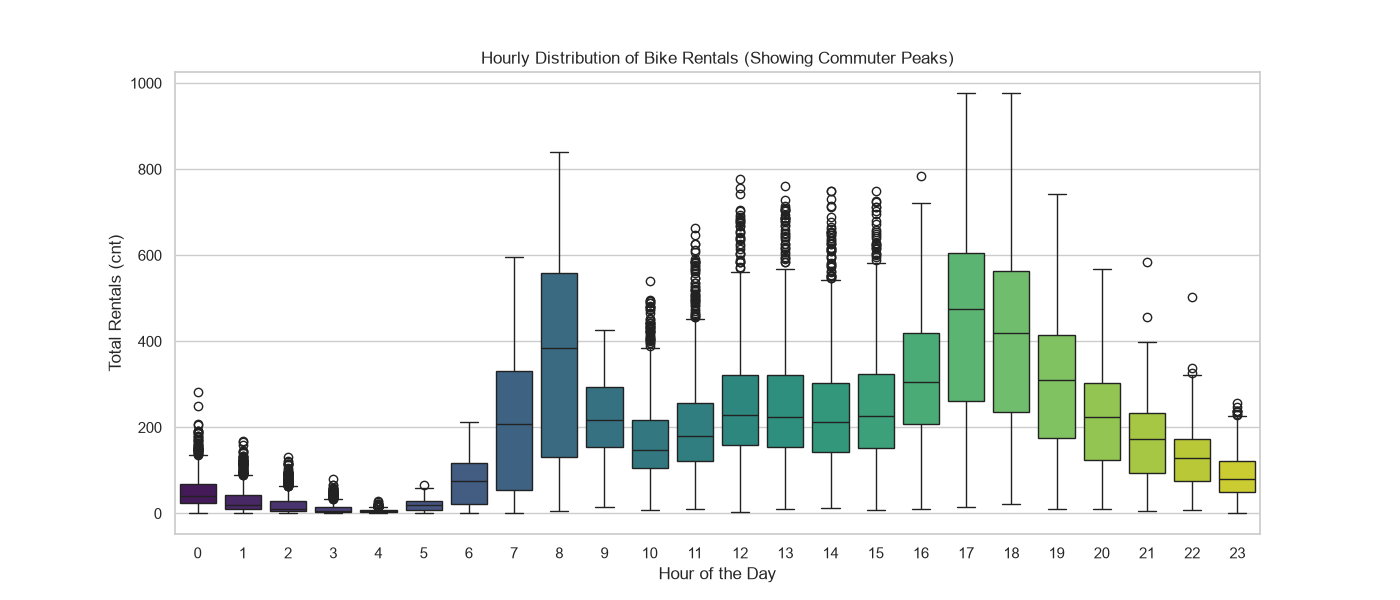 Hourly Distribution of Bike Rentals (Showing Commuter Peaks)
Total Rentals (cnt)
1000
800
600
400
200
0
0 1 2 3 4 5 6 7 8 9 10 11 12 13 14 15 16 17 18 19 20 21 22 23
Hour of the Day